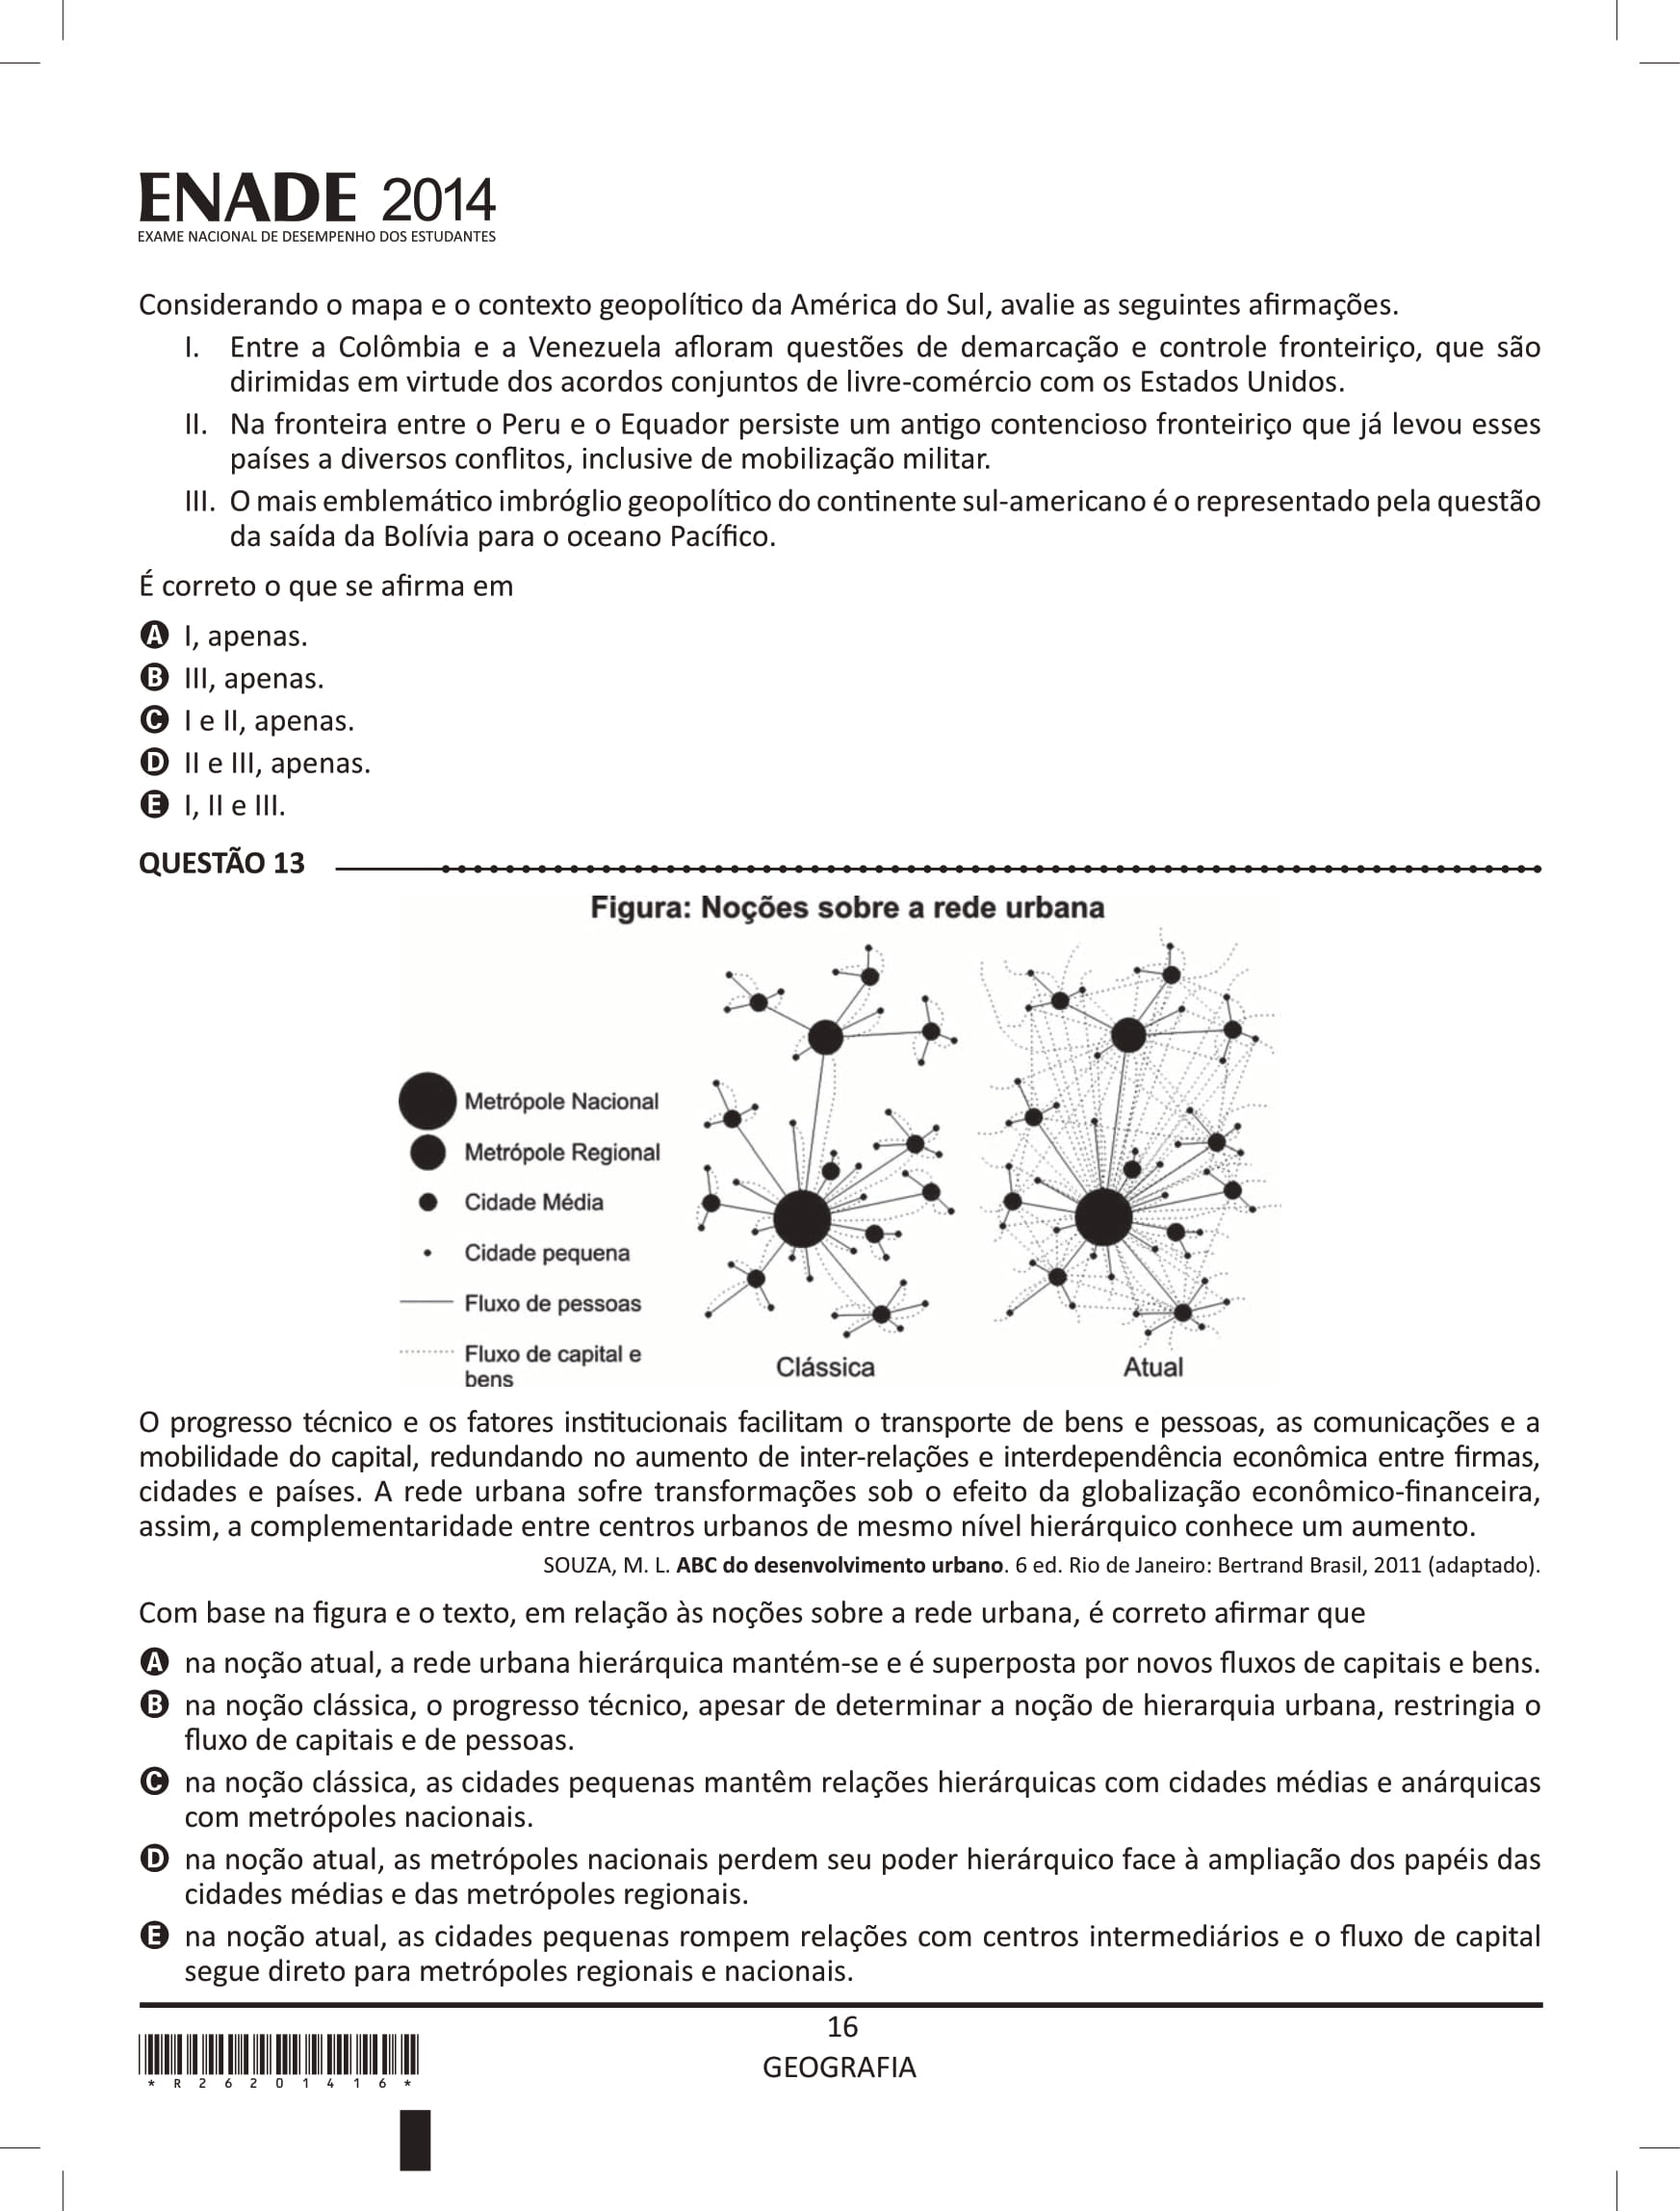 ENADE 2014
EXAME NACIONAL DE DESEMPENHO DOS ESTUDANTES
Considerando o mapa e o contexto geopolítico da América do Sul, avalie as seguintes afirmações.
I. Entre a Colômbia e a Venezuela afloram questões de demarcação e controle fronteiriço, que são
dirimidas em virtude dos acordos conjuntos de livre-comércio com os Estados Unidos.
II. Na fronteira entre o Peru e o Equador persiste um antigo contencioso fronteiriço que já levou esses
países a diversos conflitos, inclusive de mobilização militar.
III. O mais emblemático imbróglio geopolítico do continente sul-americano é o representado pela questão
da saída da Bolívia para o oceano Pacífico.
É correto o que se afirma em
A I, apenas.
B III, apenas.
C I e II, apenas.
D II e III, apenas.
E I, II e III.
QUESTÃO 13
Figura: Noções sobre a rede urbana
Metrópole Nacional
Metrópole Regional
Cidade Média
Cidade pequena
Fluxo de pessoas
Fluxo de capital e
bens
Clássica
Atual
O progresso técnico e os fatores institucionais facilitam o transporte de bens e pessoas, as comunicações e a
mobilidade do capital, redundando no aumento de inter-relações e interdependência econômica entre firmas,
cidades e países. A rede urbana sofre transformações sob o efeito da globalização econômico-financeira,
assim, a complementaridade entre centros urbanos de mesmo nível hierárquico conhece um aumento.
SOUZA, M. L. ABC do desenvolvimento urbano. 6 ed. Rio de Janeiro: Bertrand Brasil, 2011 (adaptado).
Com base na figura e o texto, em relação às noções sobre a rede urbana, é correto afirmar que
A na noção atual, a rede urbana hierárquica mantém-se e é superposta por novos fluxos de capitais e bens.
B na noção clássica, o progresso técnico, apesar de determinar a noção de hierarquia urbana, restringia o
fluxo de capitais e de pessoas.
C na noção clássica, as cidades pequenas mantêm relações hierárquicas com cidades médias e anárquicas
com metrópoles nacionais.
D na noção atual, as metrópoles nacionais perdem seu poder hierárquico face à ampliação dos papéis das
cidades médias e das metrópoles regionais.
E na noção atual, as cidades pequenas rompem relações com centros intermediários e o fluxo de capital
segue direto para metrópoles regionais e nacionais.
16
GEOGRAFIA
* R 2 6 2 0 1 4 1 6 *